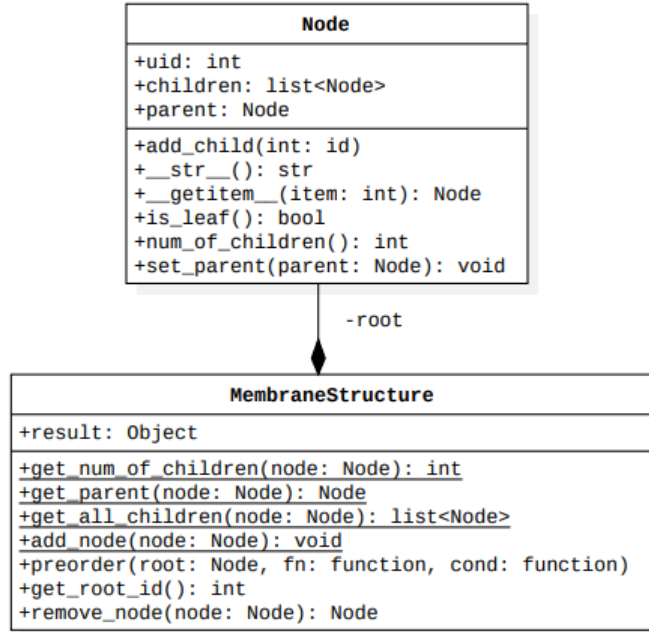 Node
+uid: int
+children: list<Node>
+parent: Node
+add_child(int: id)
+__str__(): str
+__getitem__(item: int): Node
+is_leaf(): bool
+num_of_children(): int
+set_parent(parent: Node): void
-root
MembraneStructure
+result: Object
+get_num_of_children(node: Node): int
+get_parent(node: Node): Node
+get_all_children(node: Node): list<Node>
+add_node(node: Node): void
+preorder(root: Node, fn: function, cond: function)
+get_root_id(): int
+remove_node(node: Node): Node